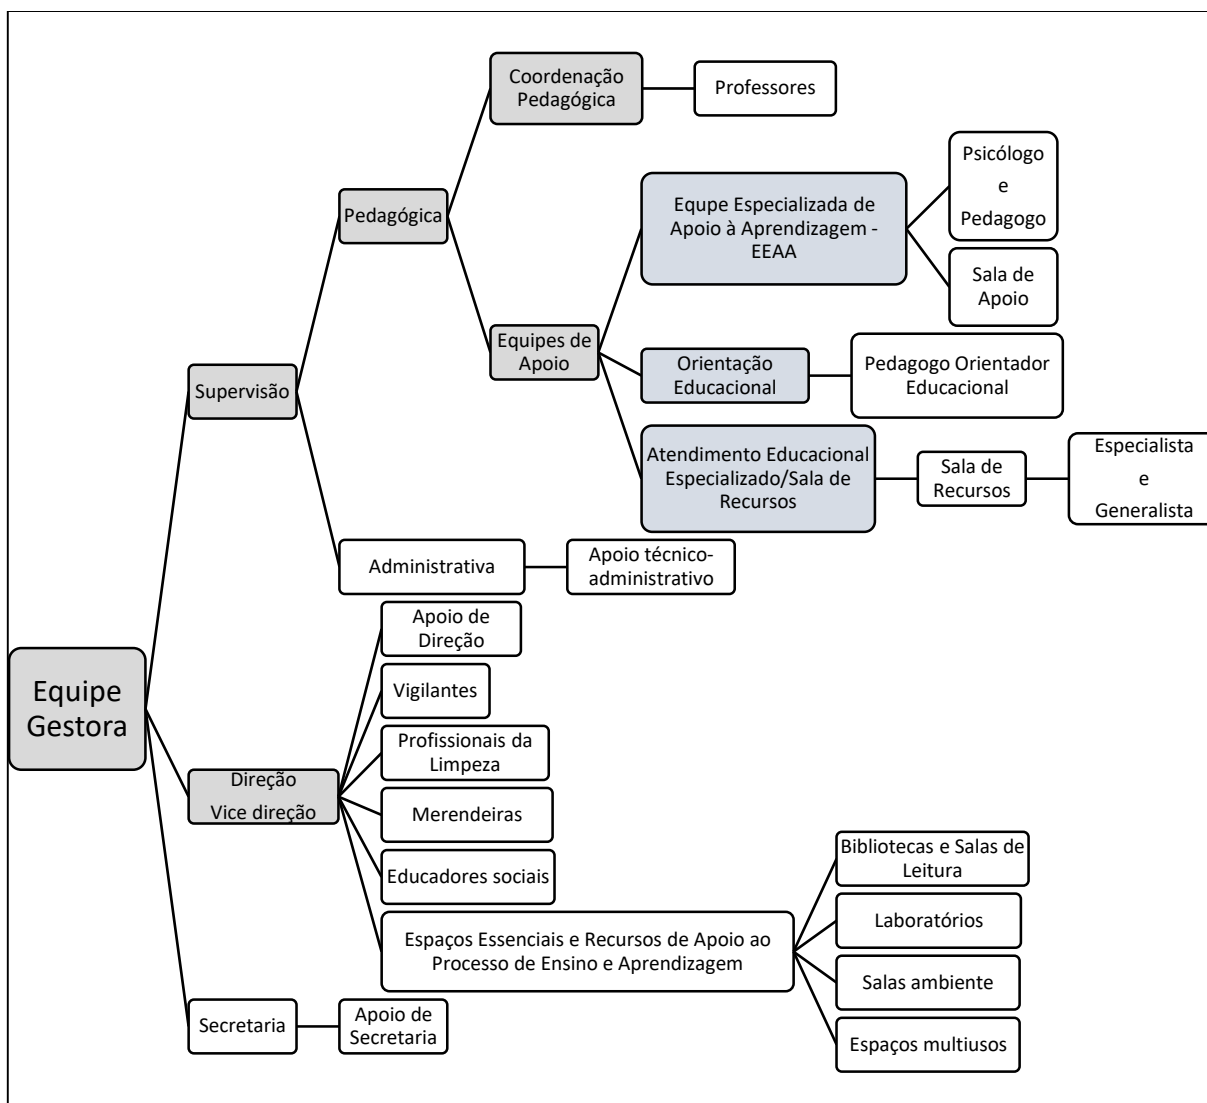 Coordenação
Pedagógica
Professores
Psicólogo
e
Pedagogo
Pedagógica
Equpe Especializada de
Apoio à Aprendizagem -
EEAA
Sala de
Apoio
Equipes de
Apoio
Orientação
Educacional
Pedagogo Orientador
Educacional
Supervisão
Atendimento Educacional
Especializado/Sala de
Recursos
Sala de
Recursos
Especialista
e
Generalista
Administrativa
Apoio técnico-
administrativo
Apoio de
Direção
Equipe
Gestora
Vigilantes
Profissionais da
Limpeza
Direção
Vice direção
Merendeiras
Educadores sociais
Bibliotecas e Salas de
Leitura
Espaços Essenciais e Recursos de Apoio ao
Processo de Ensino e Aprendizagem
Laboratórios
Salas ambiente
Espaços multiusos
Secretaria
Apoio de
Secretaria